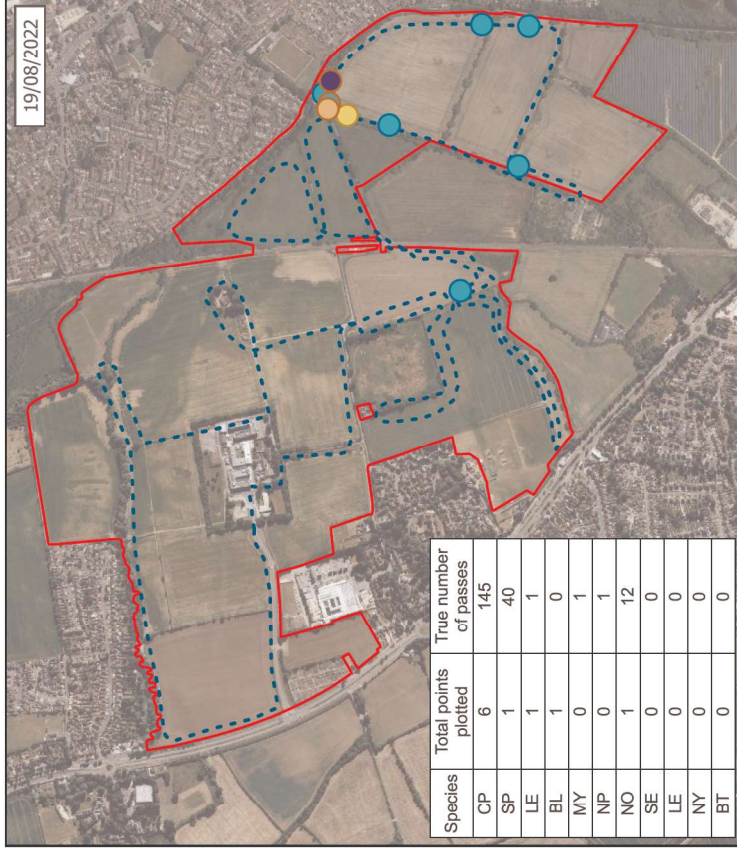 19/08/2022
Species Total points plotted True number of passes
CP 6 145
SP 1 40
LE 1 1
BL 1 0
MY 0 1
NP 0 1
NO 1 12
SE 0 0
LE 0 0
NY 0 0
BT 0 0